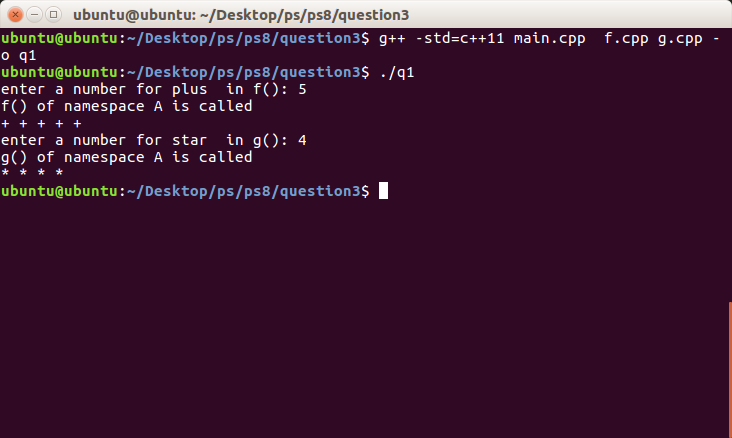 ubuntu@ubuntu: ~/Desktop/ps/ps8/question3
ubuntu@ubuntu:~/Desktop/ps/ps8/question3$ g++ -std=c++11 main.cpp  f.cpp g.cpp -
o q1
ubuntu@ubuntu:~/Desktop/ps/ps8/question3$ ./q1
enter a number for plus  in f(): 5
f() of namespace A is called
+ + + + +
enter a number for star  in g(): 4
g() of namespace A is called
* * * *
ubuntu@ubuntu:~/Desktop/ps/ps8/question3$